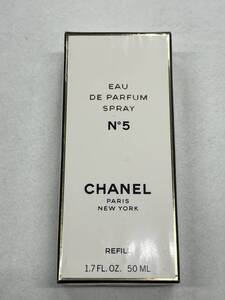 EAU
DE PARFUM
SPRAY
N°5
CHANEL
PARIS
NEW YORK
REFILL
1.7 FL. OZ. 50 ML